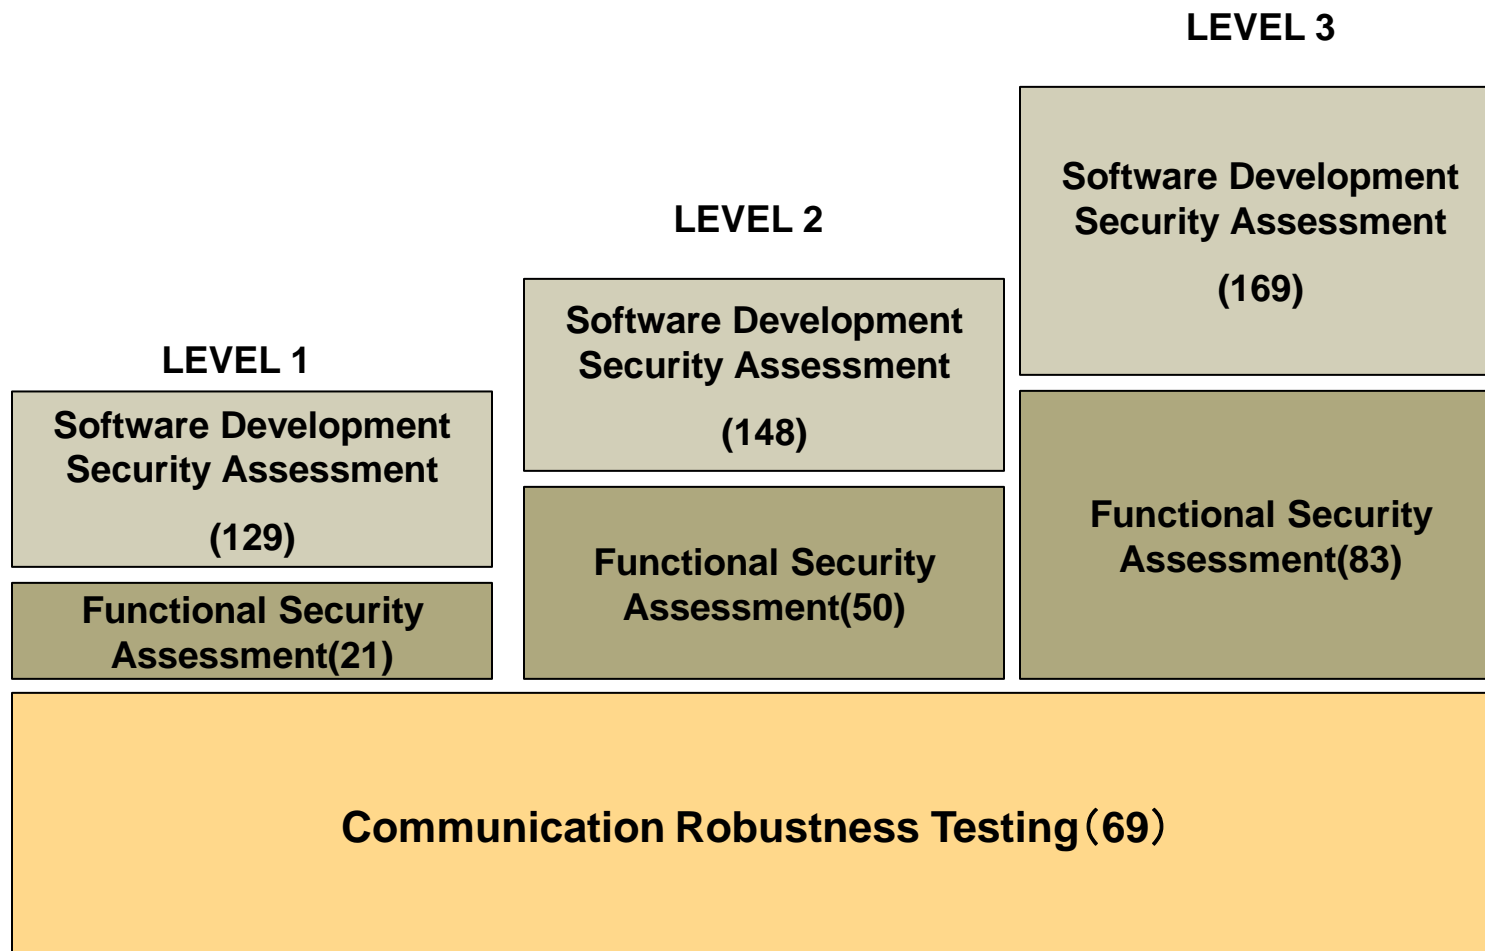 LEVEL 1
Software Development
Security Assessment
(129)
Functional Security
Assessment(21)
LEVEL 2
Software Development
Security Assessment
(148)
Functional Security
Assessment(50)
LEVEL 3
Software Development
Security Assessment
(169)
Functional Security
Assessment(83)
Communication Robustness Testing（69）